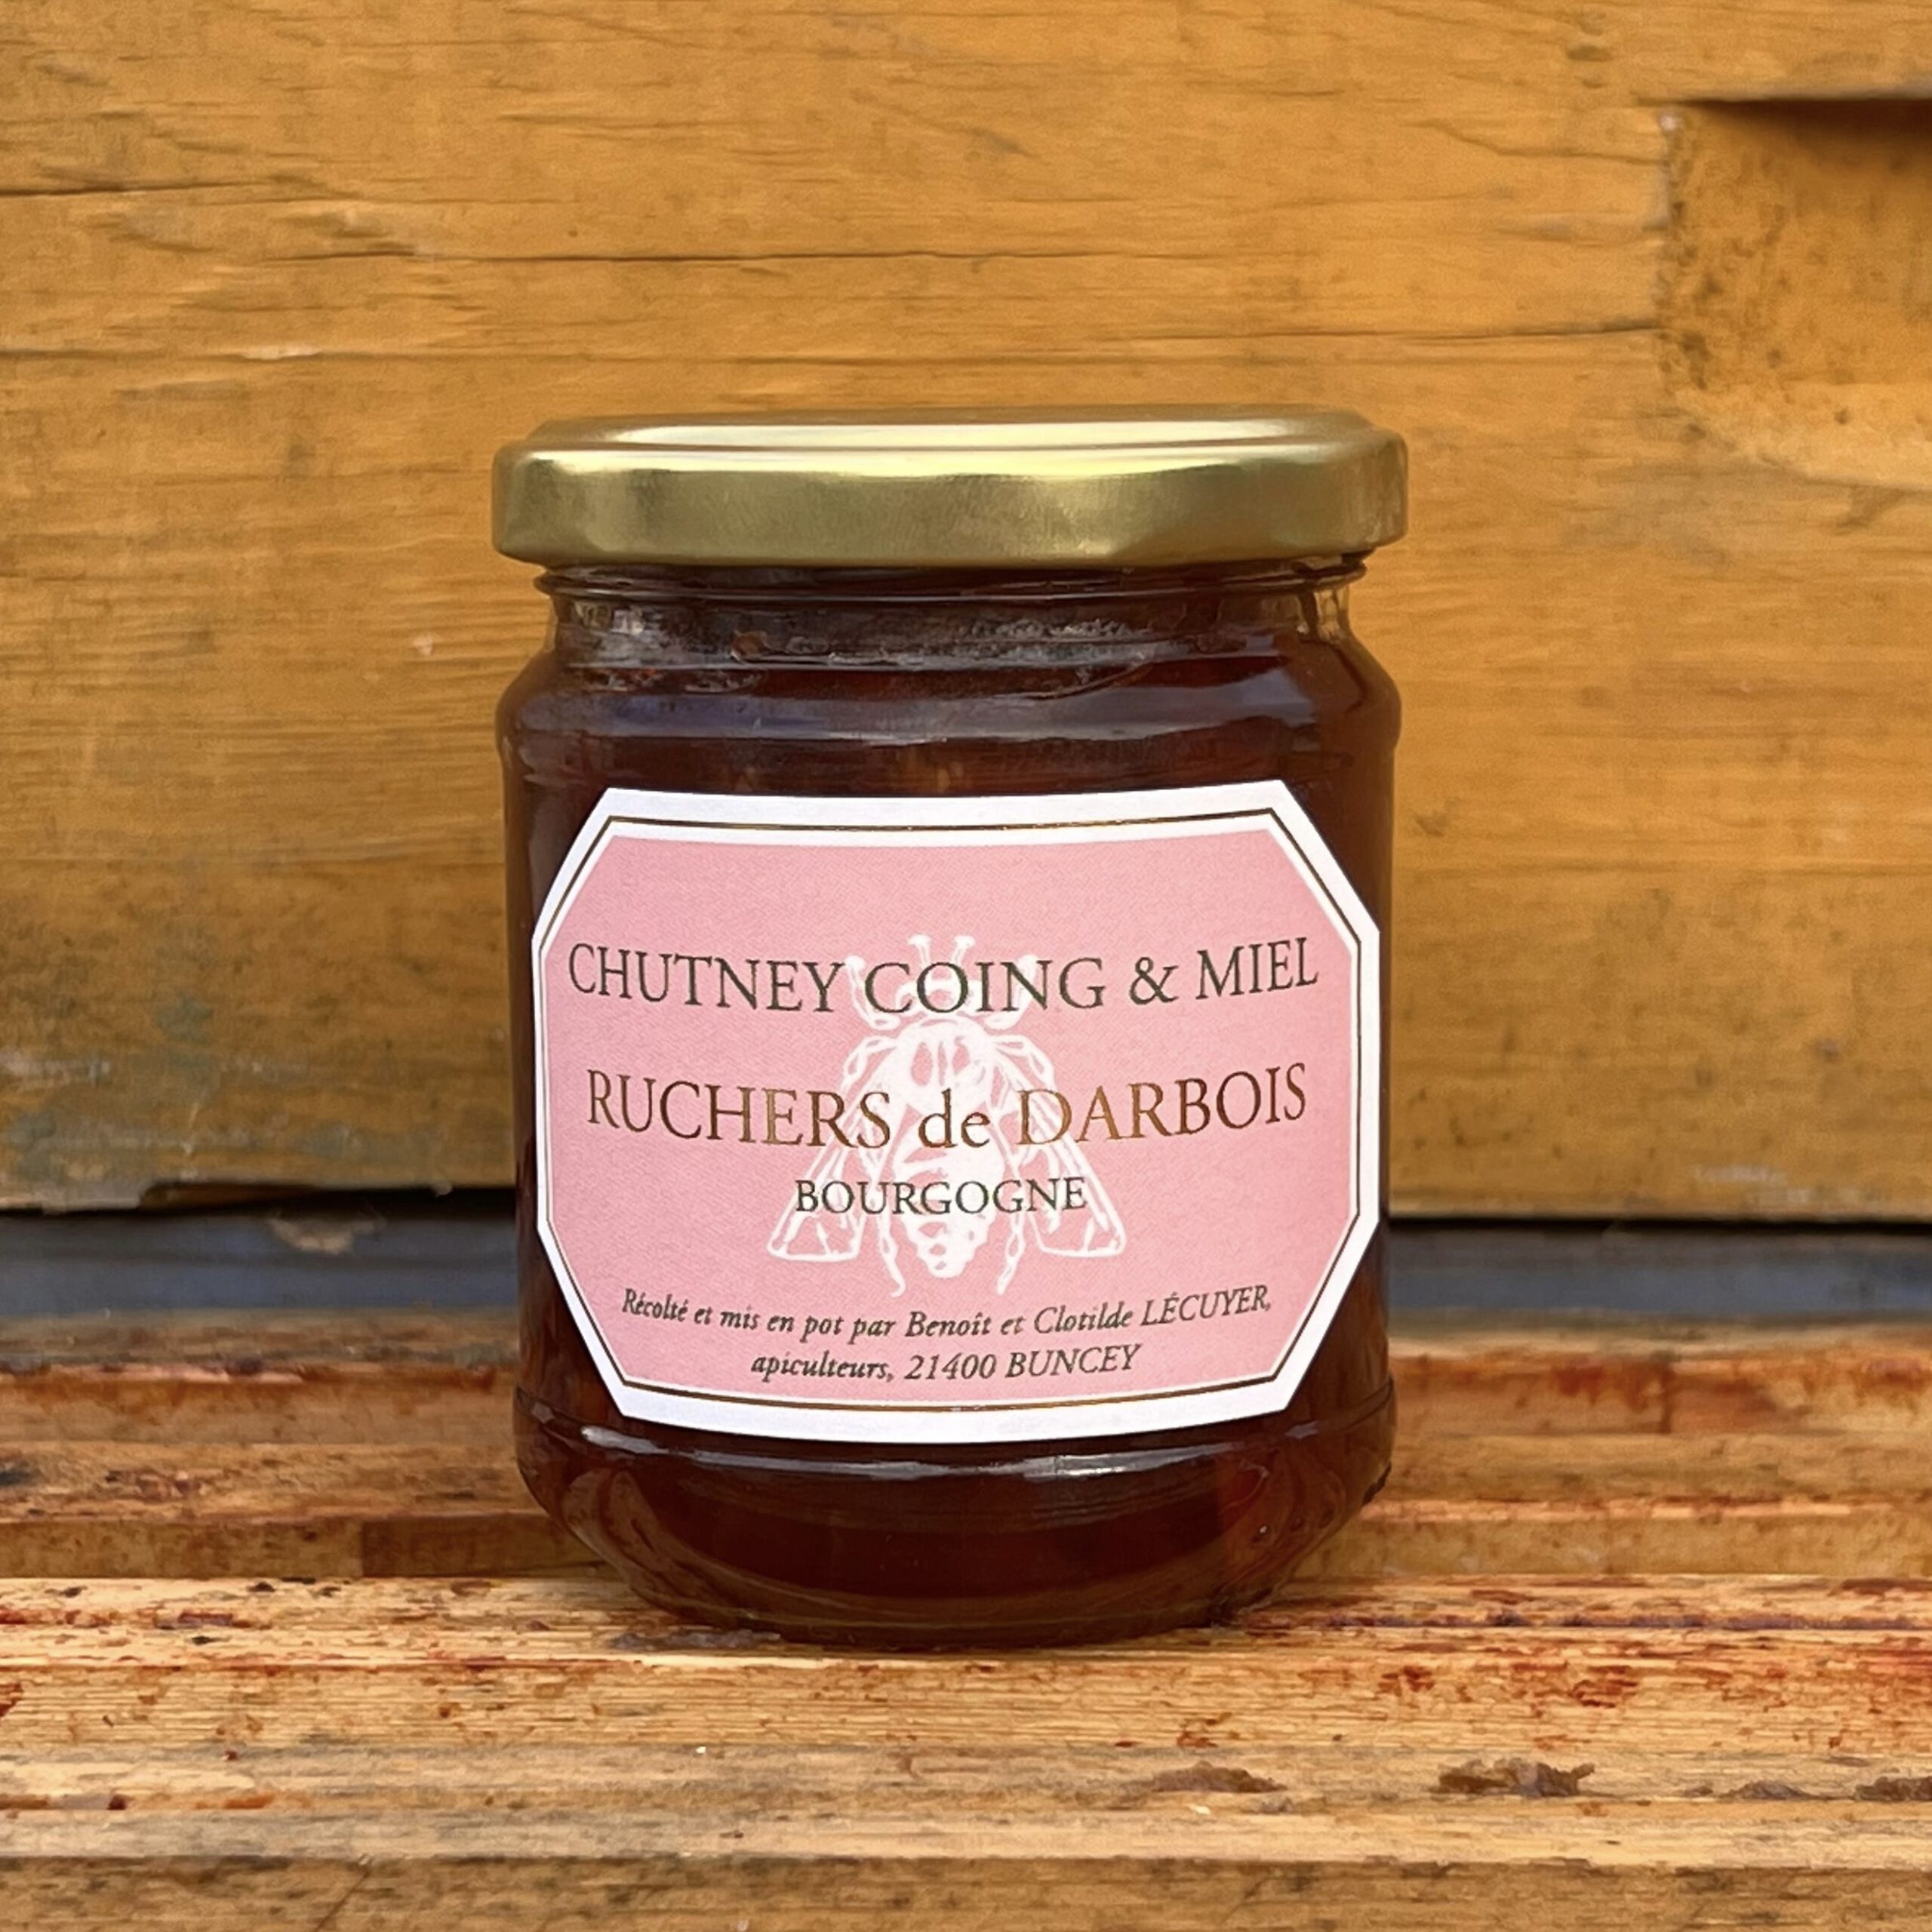 CHUTNEY COING & MIEL
RUCHERS de DARBOIS
BOURGOGNE
Récolté et mis en pot par Benoît et Clotilde LÉCUYER,
apiculteurs, 21400 BUNCEY